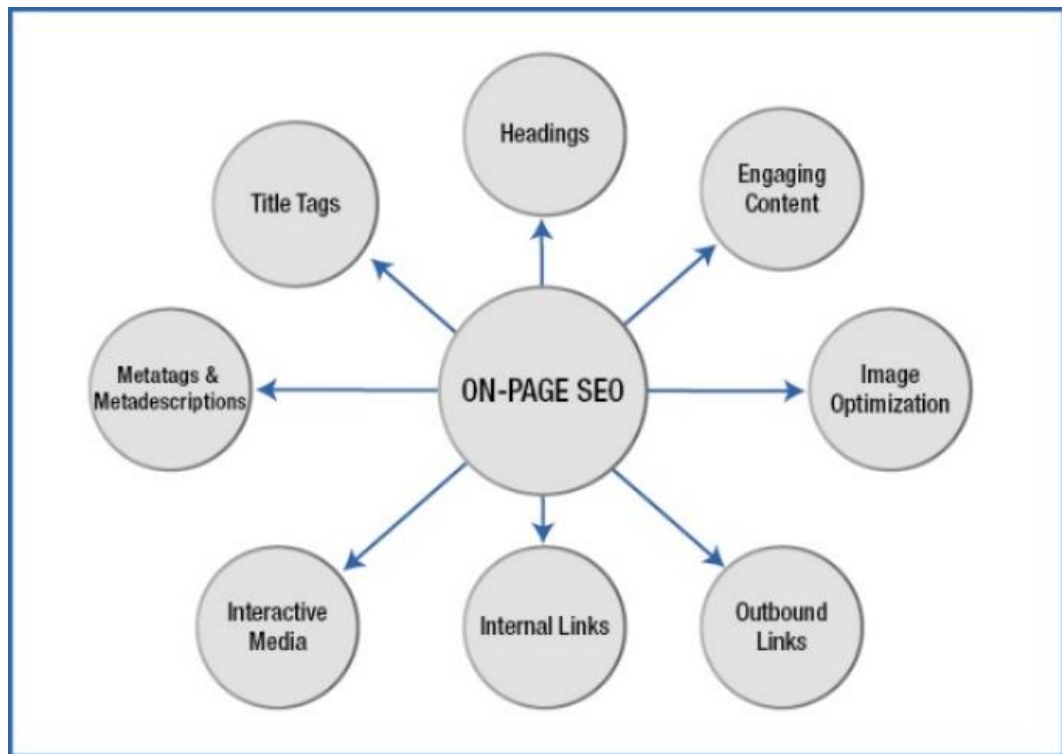 Headings
Engaging
Content
Title Tags
Metatags &
Metadescriptions
ON-PAGE SEO
Image
Optimization
Interactive
Media
Internal Links
Outbound
Links